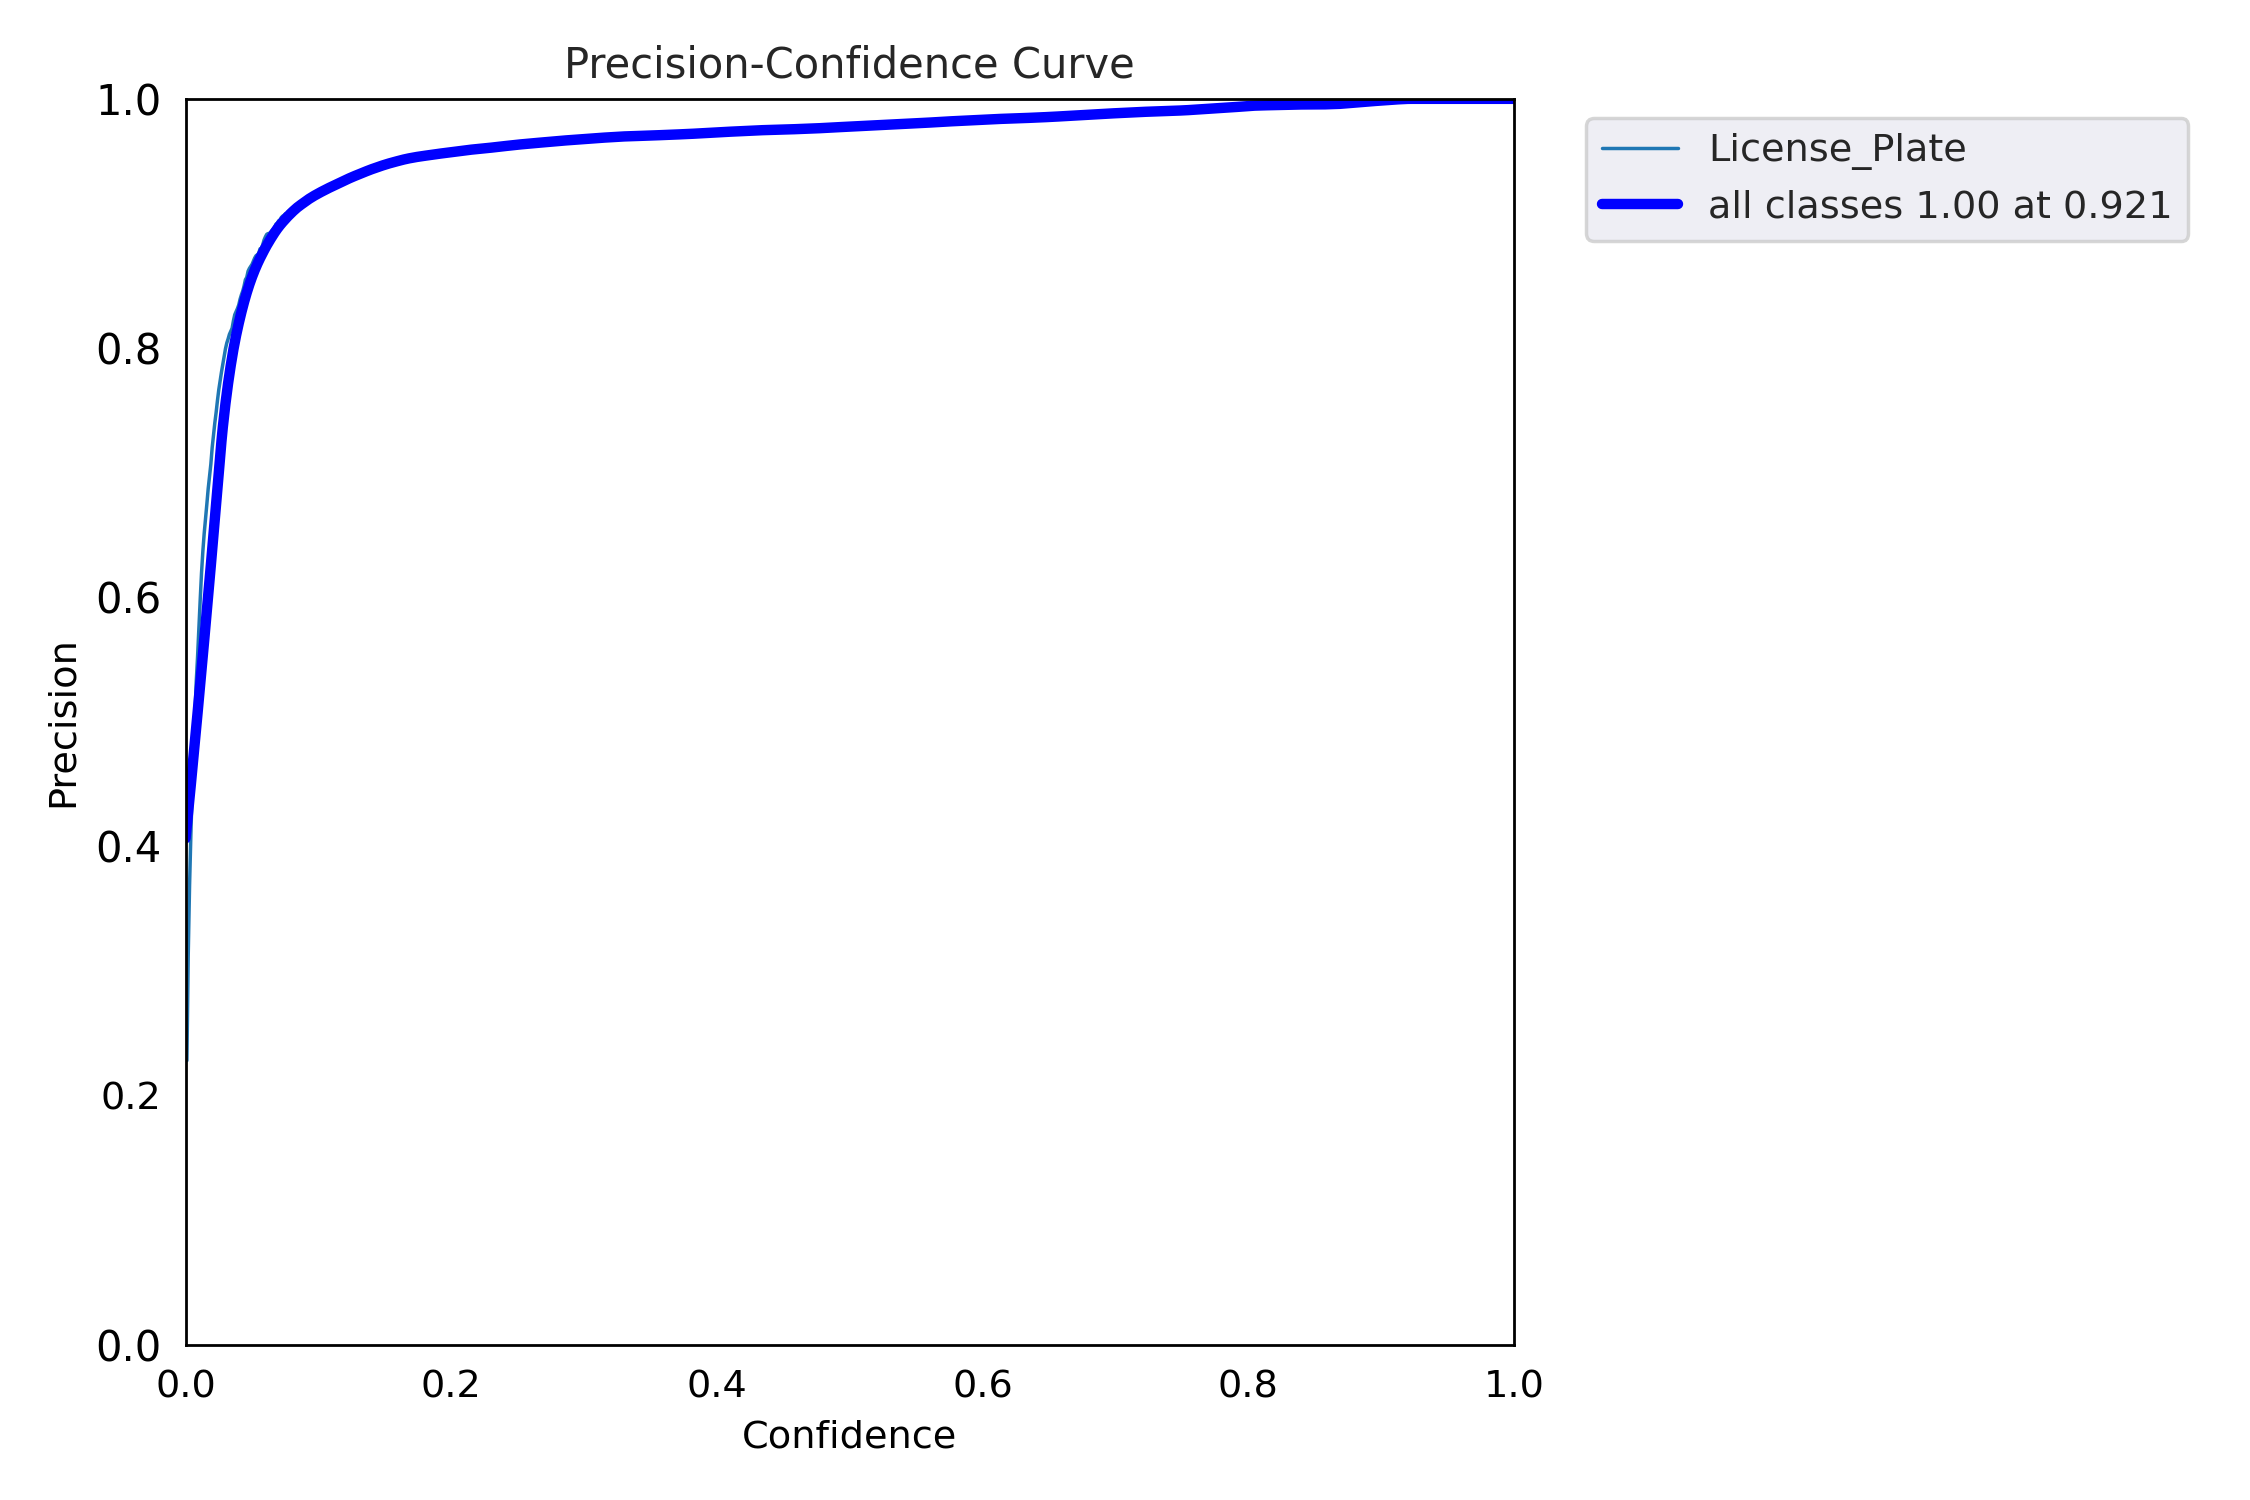 Precision-Confidence Curve
1.0
0.8
0.6
0.4
0.2
0.0
Precision
0.0 0.2 0.4 0.6 0.8 1.0
Confidence
License_Plate
all classes 1.00 at 0.921